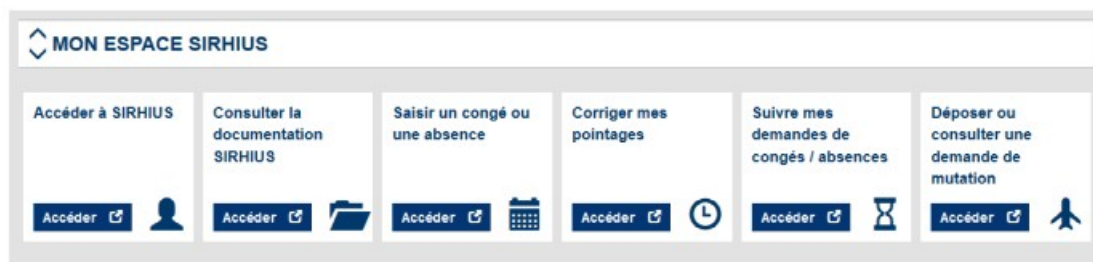 MON ESPACE SIRHIUS
Accéder à SIRHIUS
Accéder
Consulter la
documentation
SIRHIUS
Accéder
Saisir un congé ou
une absence
Accéder
Corriger mes
pointages
Accéder
Suivre mes
demandes de
congés / absences
Accéder
Déposer ou
consulter une
demande de
mutation
Accéder